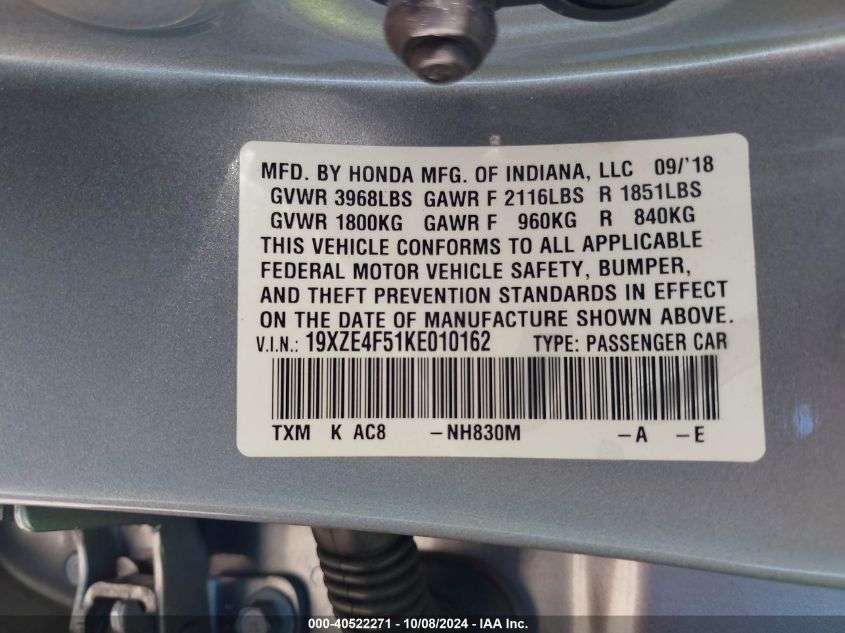 MFD. BY HONDA MFG. OF INDIANA, LLC 09/'18
GVWR 3968LBS GAWR F 2116LBS R 1851LBS
GVWR 1800KG GAWR F 960KG R 840KG
THIS VEHICLE CONFORMS TO ALL APPLICABLE
FEDERAL MOTOR VEHICLE SAFETY, BUMPER,
AND THEFT PREVENTION STANDARDS IN EFFECT
ON THE DATE OF MANUFACTURE SHOWN ABOVE.
V.I.N.: 19XZE4F51KE010162 TYPE: PASSENGER CAR
TXM K AC8 -NH830M -A -E
000-40522271 - 10/08/2024 - IAA Inc.